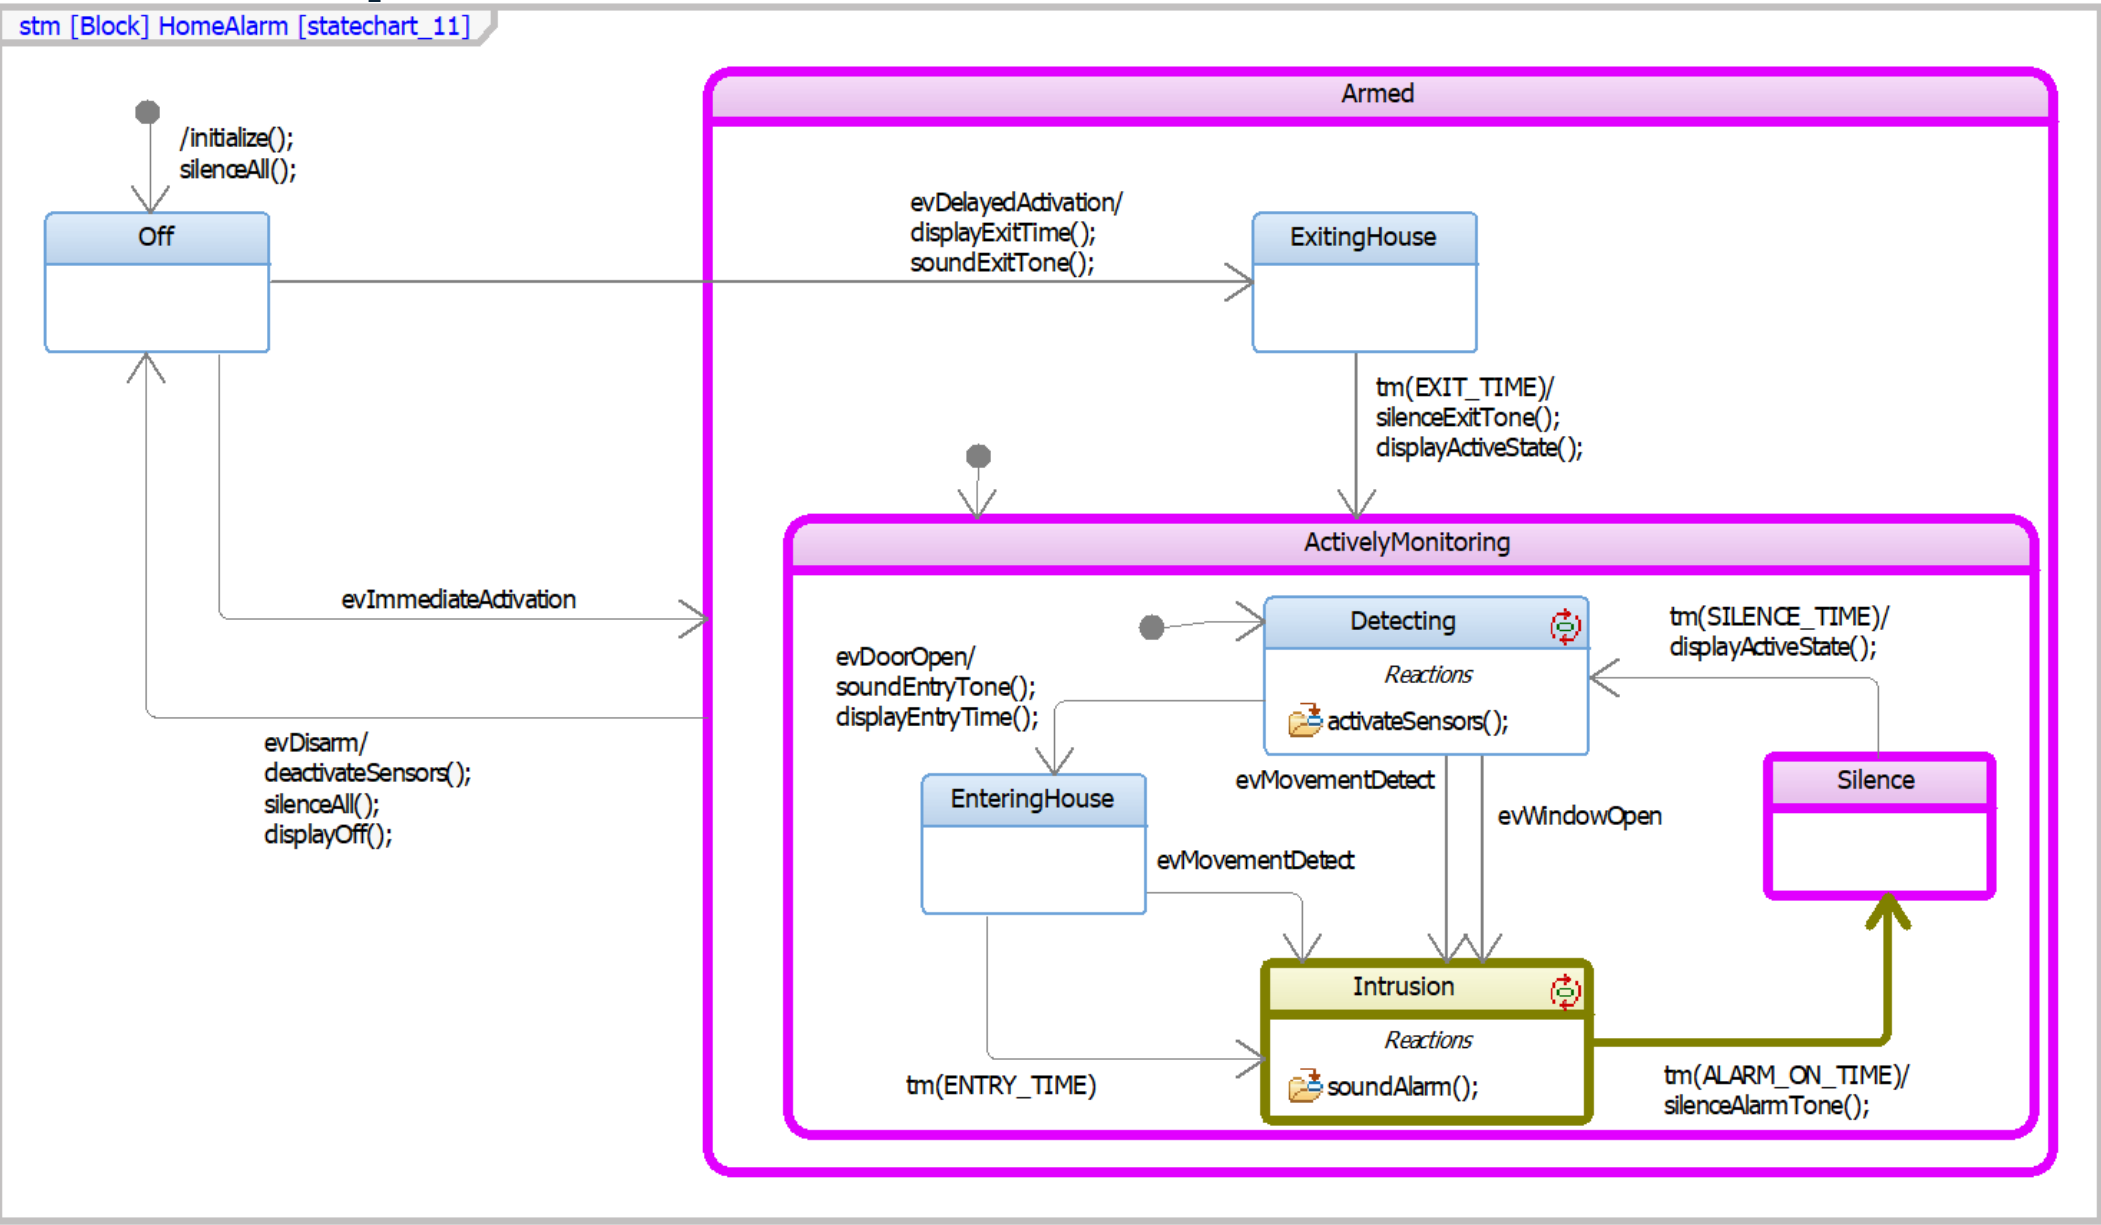 stm [Block] HomeAlarm [statechart_11]
Armed
/initialize();
silenceAll();
Off
evDelayedActivation/
displayExitTime();
soundExitTone();
ExitingHouse
tm(EXIT_TIME)/
silenceExitTone();
displayActiveState();
ActivelyMonitoring
evImmediateActivation
Detecting
Reactions
activateSensors();
tm(SILENCE_TIME)/
displayActiveState();
evDoorOpen/
soundEntryTone();
displayEntryTime();
evDisarm/
deactivateSensors();
silenceAll();
displayOff();
EnteringHouse
evMovementDetect
evWindowOpen
Silence
evMovementDetect
Intrusion
Reactions
soundAlarm();
tm(ENTRY_TIME)
tm(ALARM_ON_TIME)/
silenceAlarmTone();